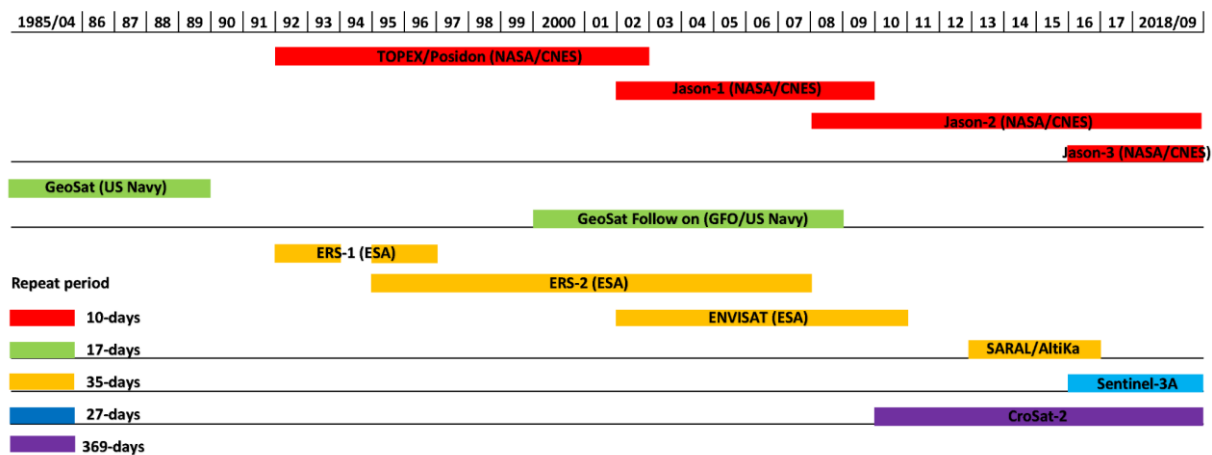 1985/04 86 87 88 89 90 91 92 93 94 95 96 97 98 99 2000 01 02 03 04 05 06 07 08 09 10 11 12 13 14 15 16 17 2018/09
TOPEX/Posidon (NASA/CNES)
Jason-1 (NASA/CNES)
Jason-2 (NASA/CNES)
Jason-3 (NASA/CNES)
GeoSat (US Navy)
GeoSat Follow on (GFO/US Navy)
ERS-1 (ESA)
Repeat period
ERS-2 (ESA)
10-days
ENVISAT (ESA)
17-days
SARAL/AltiKa
35-days
Sentinel-3A
27-days
CroSat-2
369-days